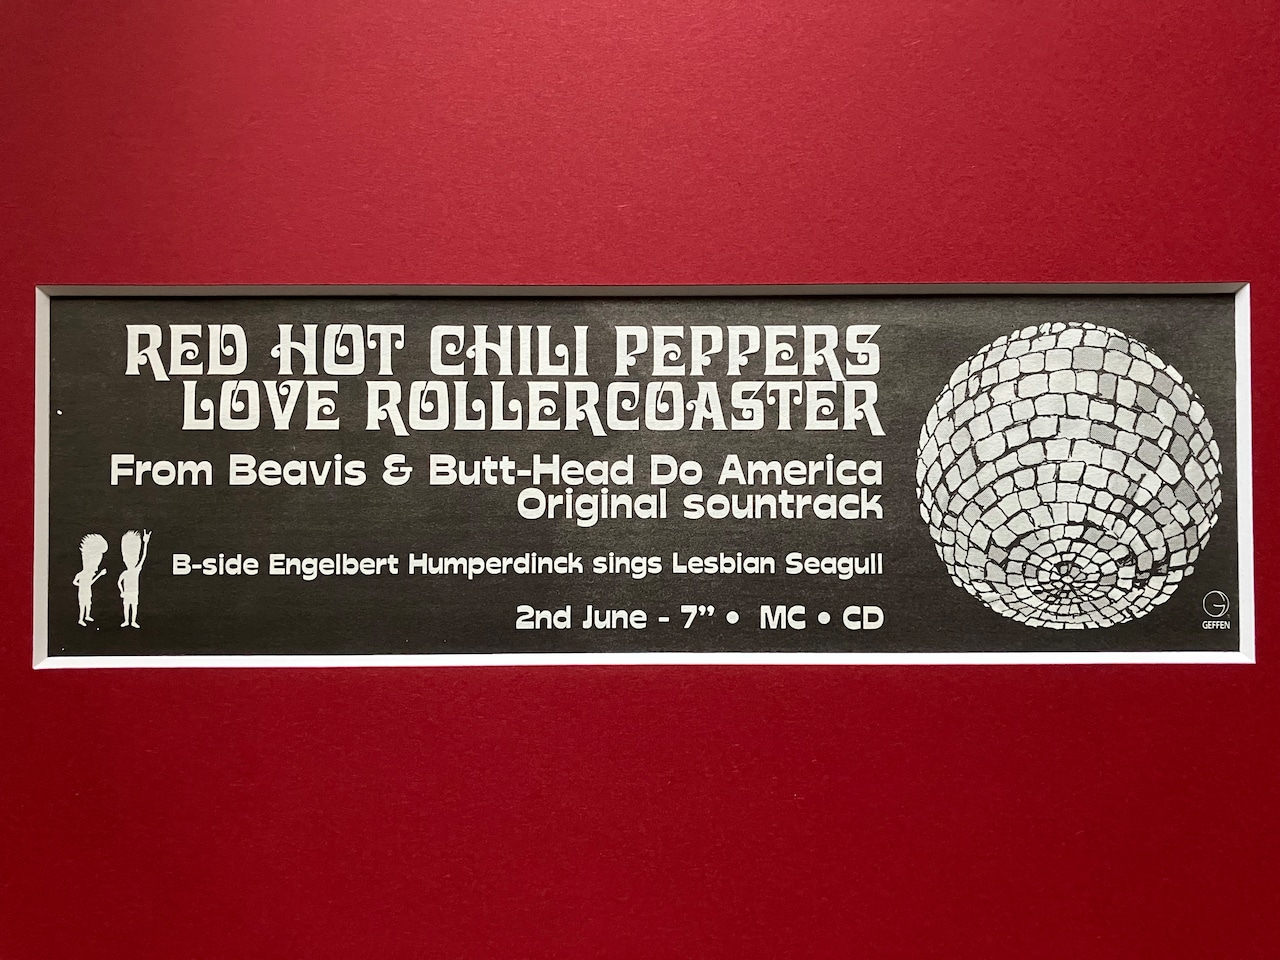 RED HOT CHILI PEPPERS
LOVE ROLLERCOASTER
From Beavis & Butt-Head Do America
Original sountrack
B-side Engelbert Humperdinck sings Lesbian Seagull
2nd June - 7” • MC • CD
GEFFEN